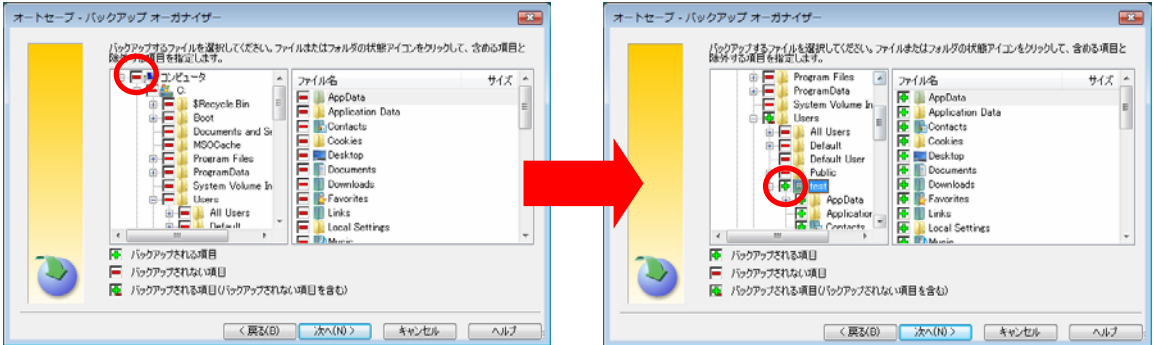 オートセーブ - バックアップ オーガナイザー
バックアップするファイルを選択してください。ファイルまたはフォルダの状態アイコンをクリックして、含める項目と
除外する項目を指定します。
コンピュータ
C:
$Recycle.Bin
Boot
Documents and Se
MSOCache
Program Files
ProgramData
System Volume In
Users
All Users
Default
ファイル名 サイズ
AppData
Application Data
Contacts
Cookies
Desktop
Documents
Downloads
Favorites
Links
Local Settings
Music
バックアップされる項目
バックアップされない項目
バックアップされる項目(バックアップされない項目を含む)
< 戻る(B) 次へ(N) > キャンセル ヘルプ
オートセーブ - バックアップ オーガナイザー
バックアップするファイルを選択してください。ファイルまたはフォルダの状態アイコンをクリックして、含める項目と
除外する項目を指定します。
Program Files
ProgramData
System Volume In
Users
All Users
Default
Default User
Public
test
AppData
Application
Contacts
ファイル名 サイズ
AppData
Application Data
Contacts
Cookies
Desktop
Documents
Downloads
Favorites
Links
Local Settings
Music
バックアップされる項目
バックアップされない項目
バックアップされる項目(バックアップされない項目を含む)
< 戻る(B) 次へ(N) > キャンセル ヘルプ